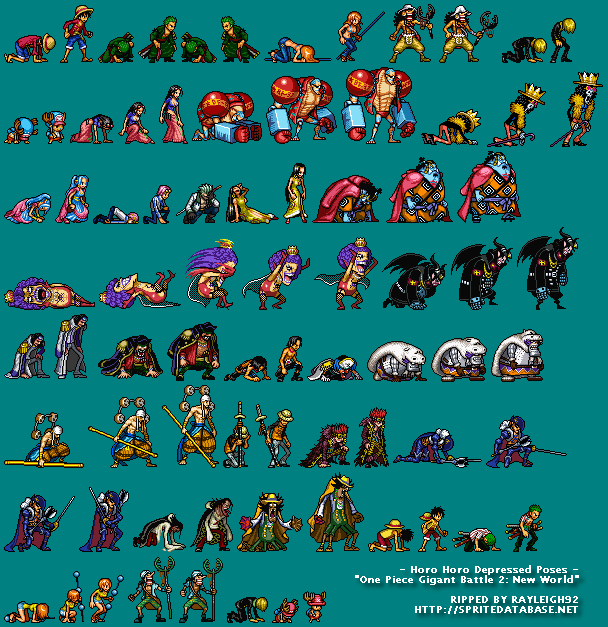 - Horo Horo Depressed Poses -
"One Piece Gigant Battle 2: New World"
RIPPED BY RAYLEIGH92
HTTP://SPRITEDATABASE.NET